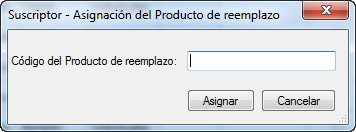 Suscriptor - Asignación del Producto de reemplazo
Código del Producto de reemplazo:
Asignar
Cancelar